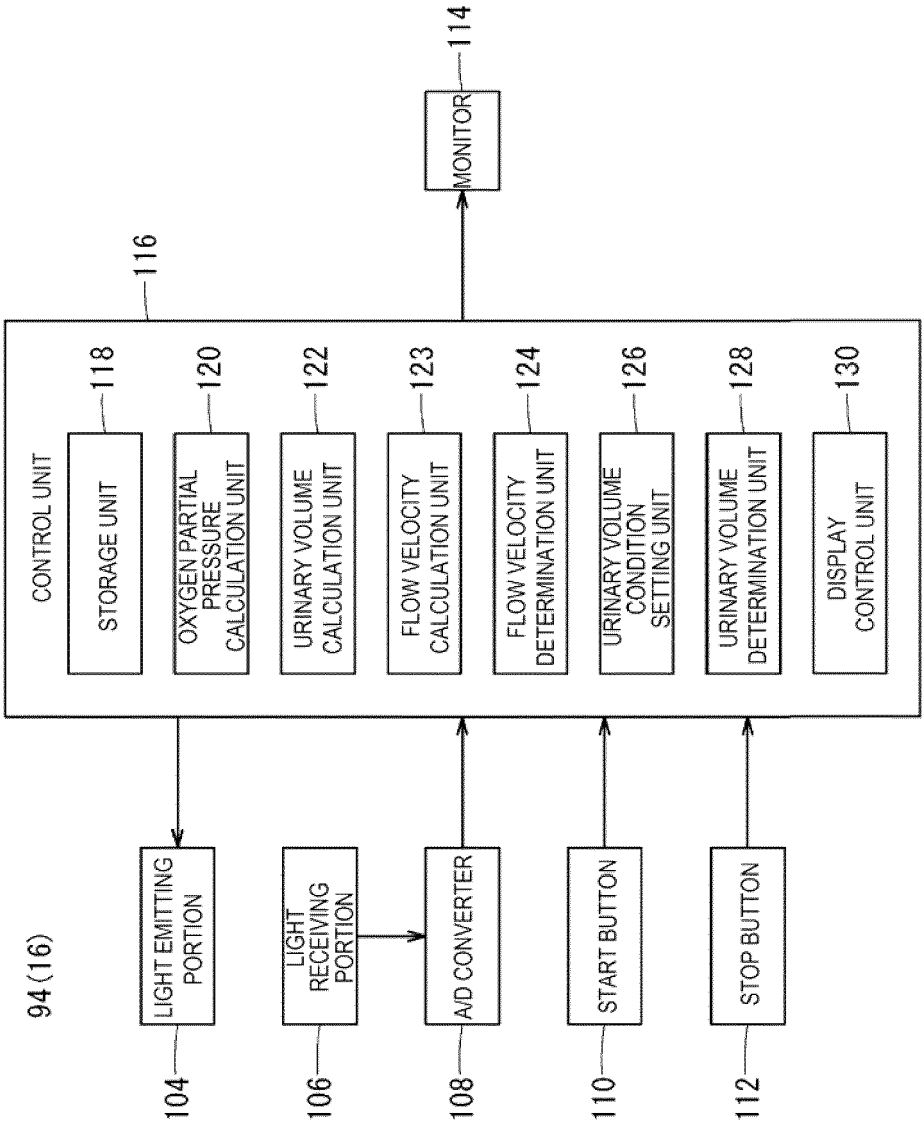 94(16)
LIGHT EMITTING
PORTION
104
LIGHT
RECEIVING
PORTION
106
A/D CONVERTER
108
START BUTTON
110
STOP BUTTON
112
CONTROL UNIT
116
STORAGE UNIT
118
OXYGEN PARTIAL
PRESSURE
CALCULATION UNIT
120
URINARY VOLUME
CALCULATION UNIT
122
FLOW VELOCITY
CALCULATION UNIT
123
FLOW VELOCITY
DETERMINATION UNIT
124
URINARY VOLUME
CONDITION
SETTING UNIT
126
URINARY VOLUME
DETERMINATION UNIT
128
DISPLAY
CONTROL UNIT
130
MONITOR
114